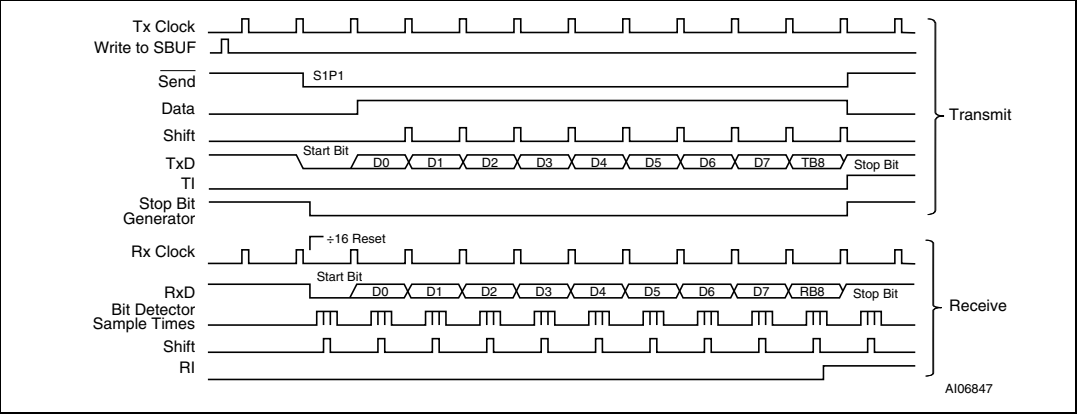 Tx Clock
Write to SBUF
Send
S1P1
Data
Transmit
Shift
Start Bit
TxD
D0 D1 D2 D3 D4 D5 D6 D7 TB8
Stop Bit
TI
Stop Bit
Generator
÷16 Reset
Rx Clock
Start Bit
RxD
D0 D1 D2 D3 D4 D5 D6 D7 RB8
Stop Bit
Bit Detector
Sample Times
Receive
Shift
RI
AI06847